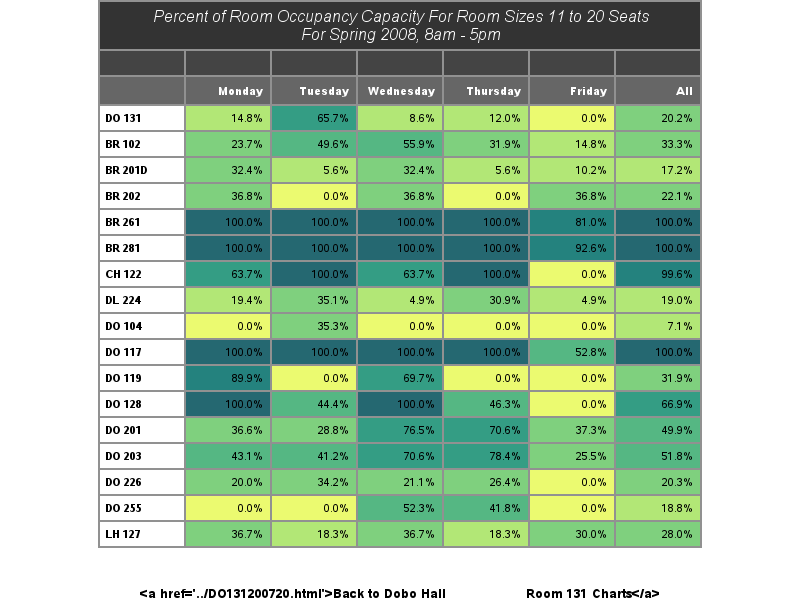 Percent of Room Occupancy Capacity For Room Sizes 11 to 20 Seats
For Spring 2008, 8am - 5pm
Monday Tuesday Wednesday Thursday Friday All
DO 131 14.8% 65.7% 8.6% 12.0% 0.0% 20.2%
BR 102 23.7% 49.6% 55.9% 31.9% 14.8% 33.3%
BR 201D 32.4% 5.6% 32.4% 5.6% 10.2% 17.2%
BR 202 36.8% 0.0% 36.8% 0.0% 36.8% 22.1%
BR 261 100.0% 100.0% 100.0% 100.0% 81.0% 100.0%
BR 281 100.0% 100.0% 100.0% 100.0% 92.6% 100.0%
CH 122 63.7% 100.0% 63.7% 100.0% 0.0% 99.6%
DL 224 19.4% 35.1% 4.9% 30.9% 4.9% 19.0%
DO 104 0.0% 35.3% 0.0% 0.0% 0.0% 7.1%
DO 117 100.0% 100.0% 100.0% 100.0% 52.8% 100.0%
DO 119 89.9% 0.0% 69.7% 0.0% 0.0% 31.9%
DO 128 100.0% 44.4% 100.0% 46.3% 0.0% 66.9%
DO 201 36.6% 28.8% 76.5% 70.6% 37.3% 49.9%
DO 203 43.1% 41.2% 70.6% 78.4% 25.5% 51.8%
DO 226 20.0% 34.2% 21.1% 26.4% 0.0% 20.3%
DO 255 0.0% 0.0% 52.3% 41.8% 0.0% 18.8%
LH 127 36.7% 18.3% 36.7% 18.3% 30.0% 28.0%
<a href='../DO131200720.html'>Back to Dobo Hall Room 131 Charts</a>